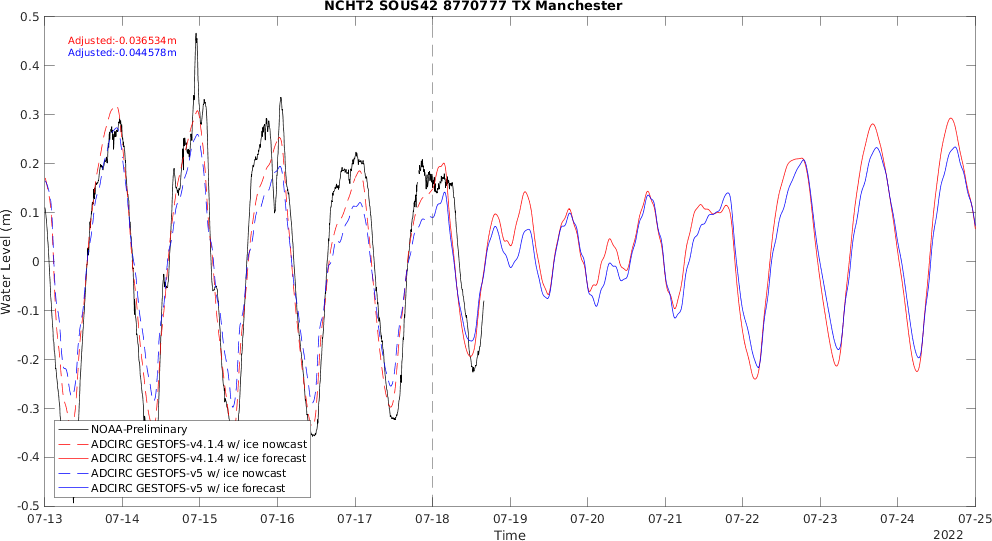 NCHT2 SOUS42 8770777 TX Manchester
Adjusted:-0.036534m
Adjusted:-0.044578m
0.5
0.4
0.3
0.2
0.1
0
-0.1
-0.2
-0.3
-0.4
-0.5
Water Level (m)
NOAA-Preliminary
ADCIRC GESTOFS-v4.1.4 w/ ice nowcast
ADCIRC GESTOFS-v4.1.4 w/ ice forecast
ADCIRC GESTOFS-v5 w/ ice nowcast
ADCIRC GESTOFS-v5 w/ ice forecast
07-13 07-14 07-15 07-16 07-17 07-18 07-19 07-20 07-21 07-22 07-23 07-24 07-25
Time
2022